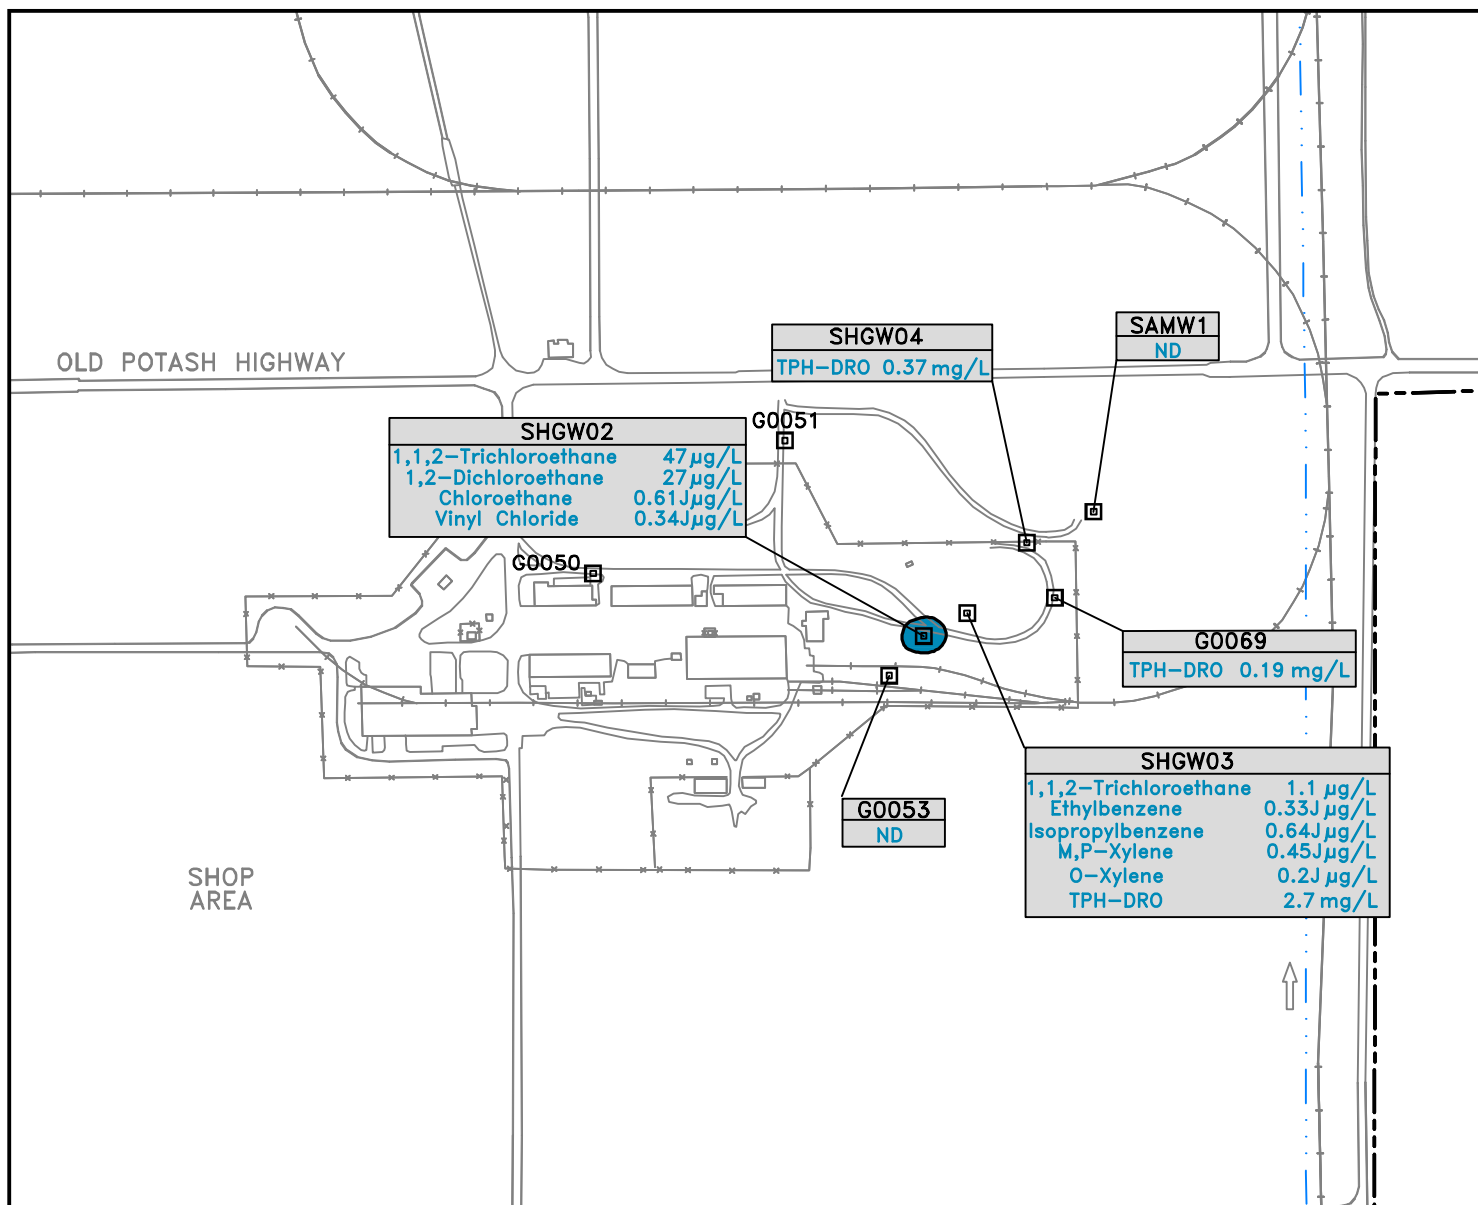 SHGW04
TPH-DRO 0.37 mg/L
SAMW1
ND
OLD POTASH HIGHWAY
G0051
SHGW02
1,1,2-Trichloroethane 47 µg/L
1,2-Dichloroethane 27 µg/L
Chloroethane 0.61J µg/L
Vinyl Chloride 0.34J µg/L
G0050
G0069
TPH-DRO 0.19 mg/L
SHGW03
1,1,2-Trichloroethane 1.1 µg/L
Ethylbenzene 0.33J µg/L
Isopropylbenzene 0.64J µg/L
M,P-Xylene 0.45J µg/L
O-Xylene 0.2J µg/L
TPH-DRO 2.7 mg/L
G0053
ND
SHOP
AREA